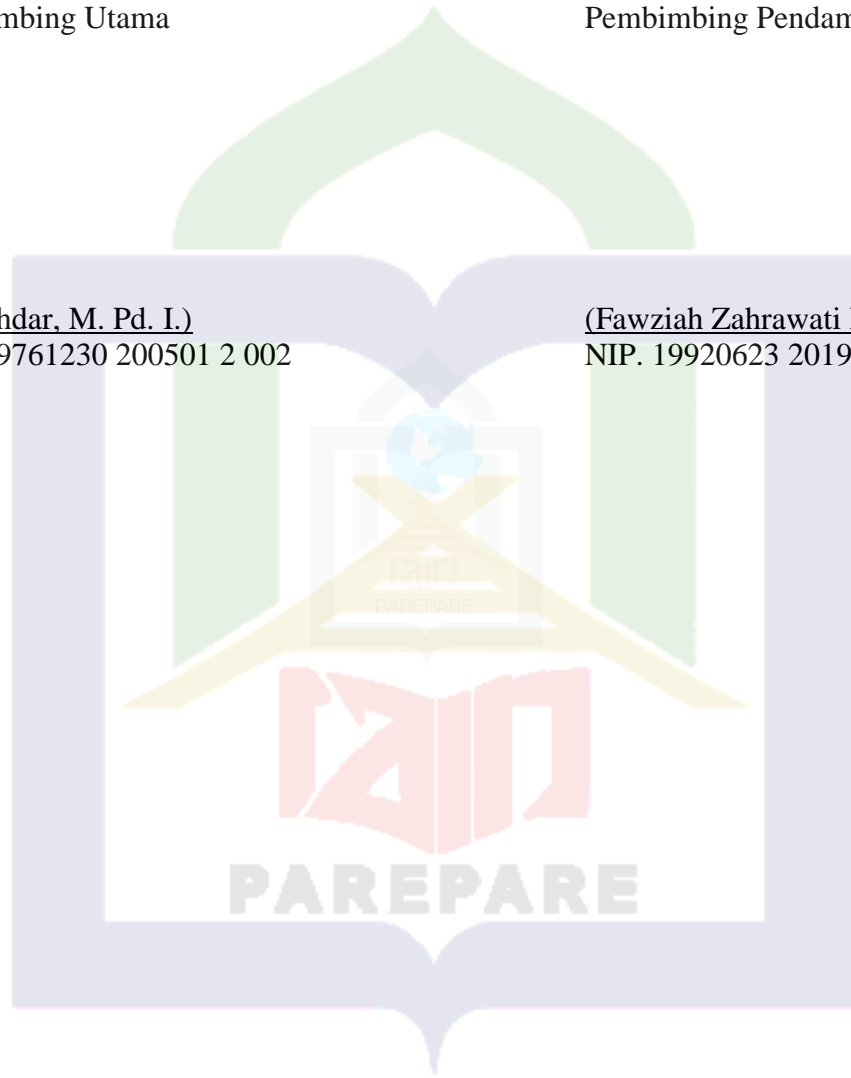 mbing Utama
Pembimbing Pendam
hdar, M. Pd. I.)
(Fawziah Zahrawati
9761230 200501 2 002
NIP. 19920623 2019
PAREPARE
PAREPARE